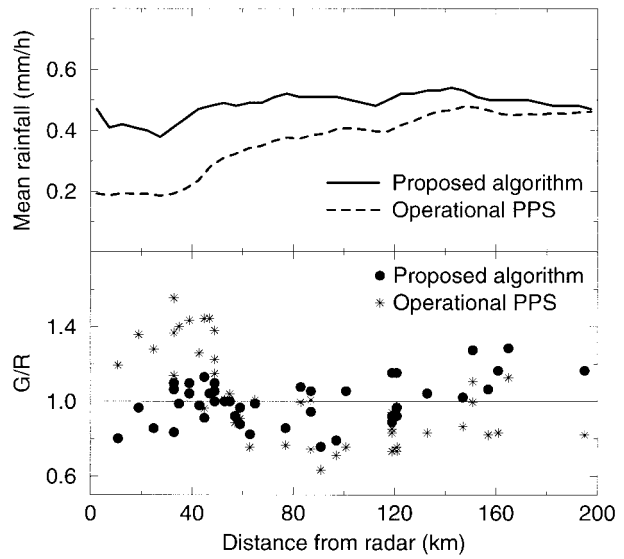 Mean rainfall (mm/h)
0.6
0.4
0.2
Proposed algorithm
Operational PPS
G/R
1.4
1.0
0.6
Proposed algorithm
Operational PPS
0
40
80
120
160
200
Distance from radar (km)